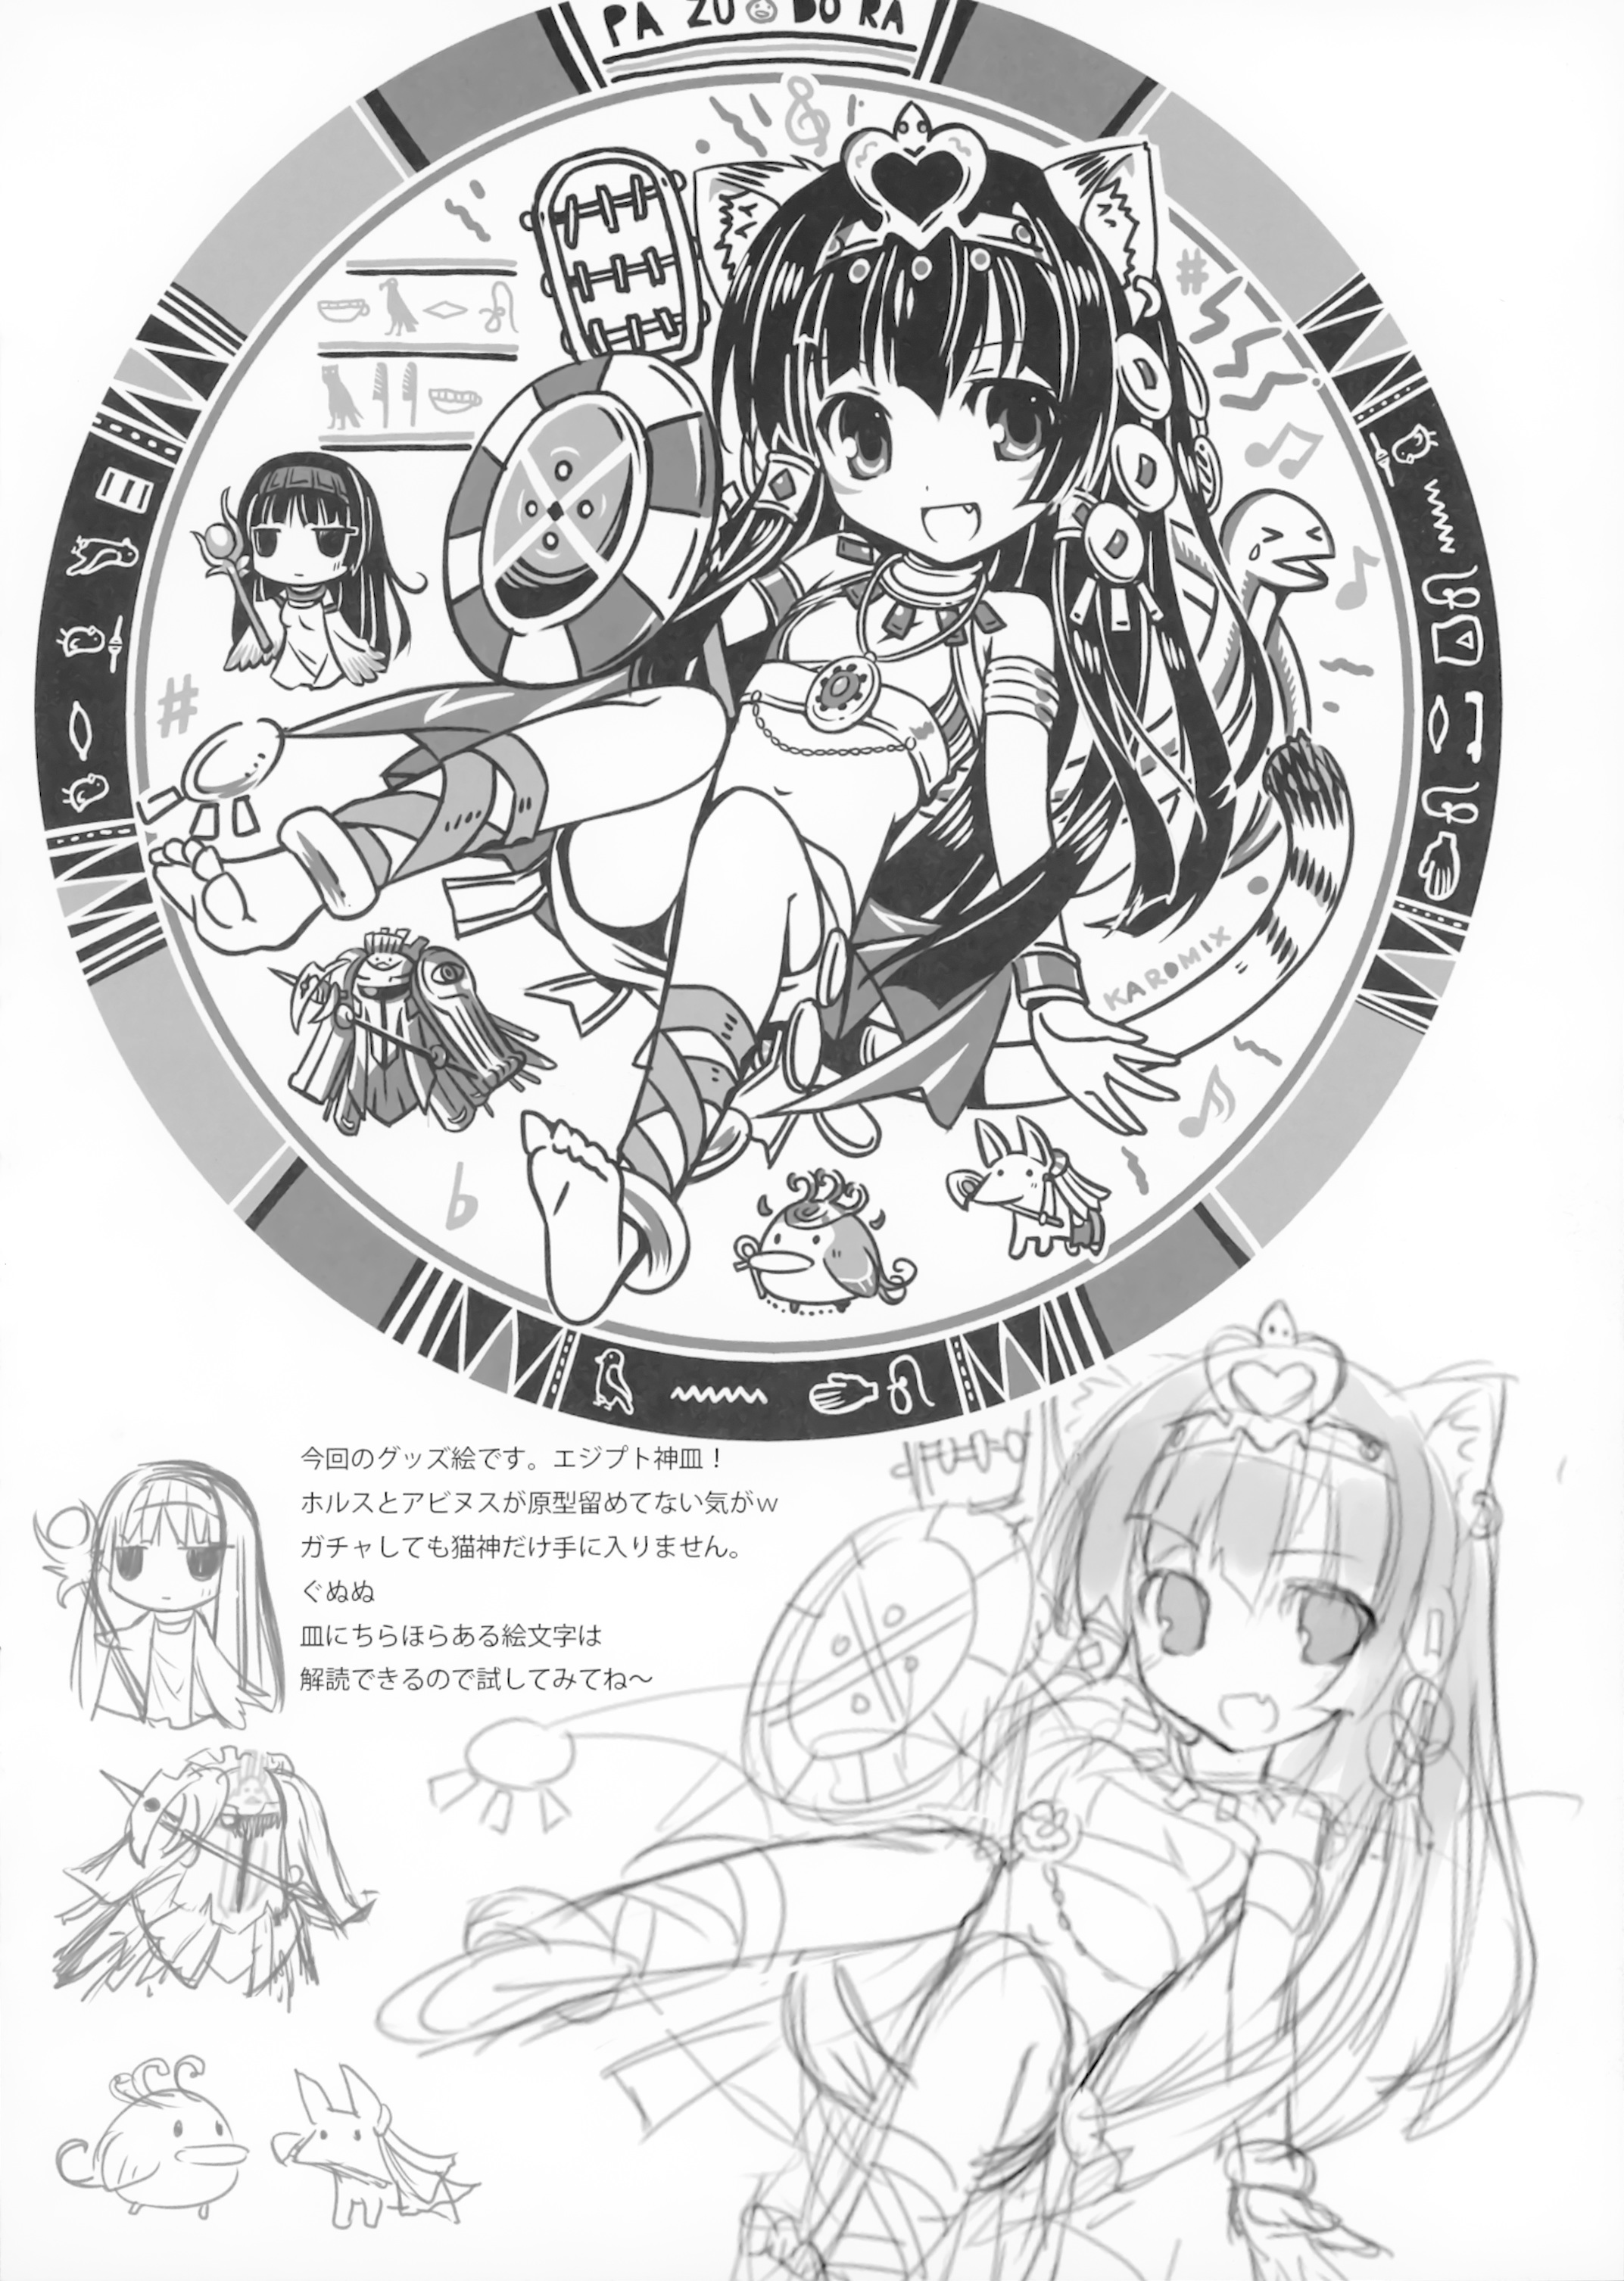 PA ZU DO RA
KAROMIX
今回のグッズ絵です。エジプト神皿！
ホルスとアビヌスが原型留めてない気がｗ
ガチャしても猫神だけ手に入りません。
ぐぬぬ
皿にちらほらある絵文字は
解読できるので試してみてね～